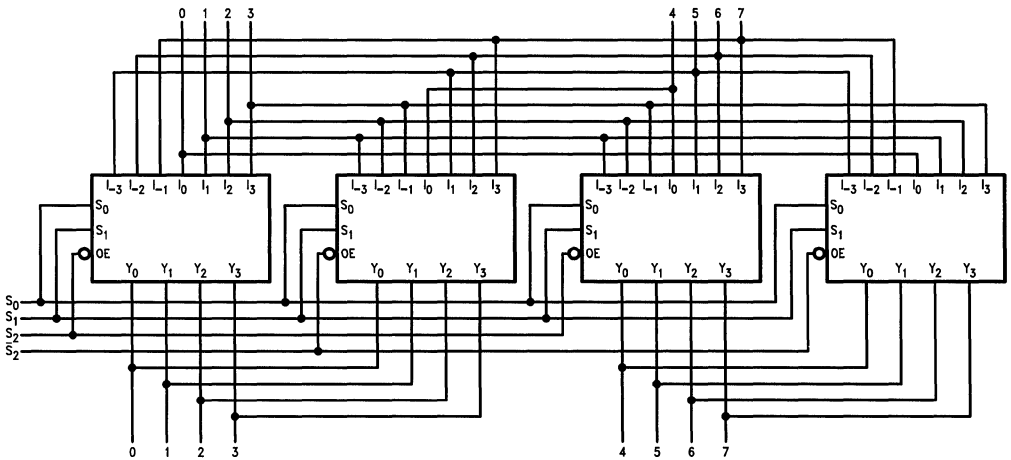 0 1 2 3 4 5 6 7
I₋₃ I₋₂ I₋₁ I₀ I₁ I₂ I₃ I₋₃ I₋₂ I₋₁ I₀ I₁ I₂ I₃ I₋₃ I₋₂ I₋₁ I₀ I₁ I₂ I₃ I₋₃ I₋₂ I₋₁ I₀ I₁ I₂ I₃
S₀ S₀ S₀ S₀
S₁ S₁ S₁ S₁
OE OE OE OE
Y₀ Y₁ Y₂ Y₃ Y₀ Y₁ Y₂ Y₃ Y₀ Y₁ Y₂ Y₃ Y₀ Y₁ Y₂ Y₃
S₀
S₁
S₂
S̅₂
0 1 2 3 4 5 6 7